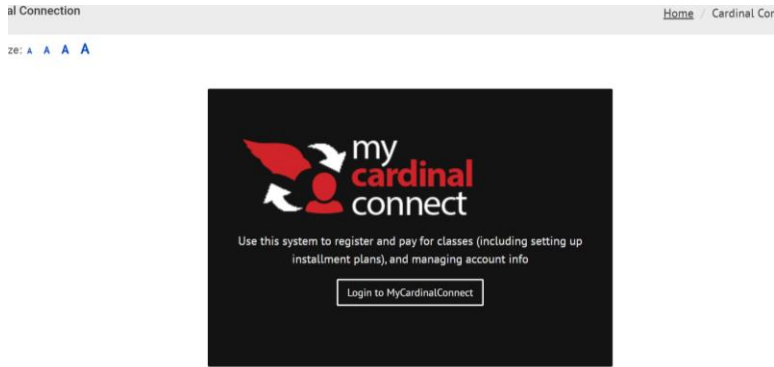 al Connection
Home / Cardinal Con
ze: A A A A
my
cardinal
connect
Use this system to register and pay for classes (including setting up
installment plans), and managing account info
Login to MyCardinalConnect